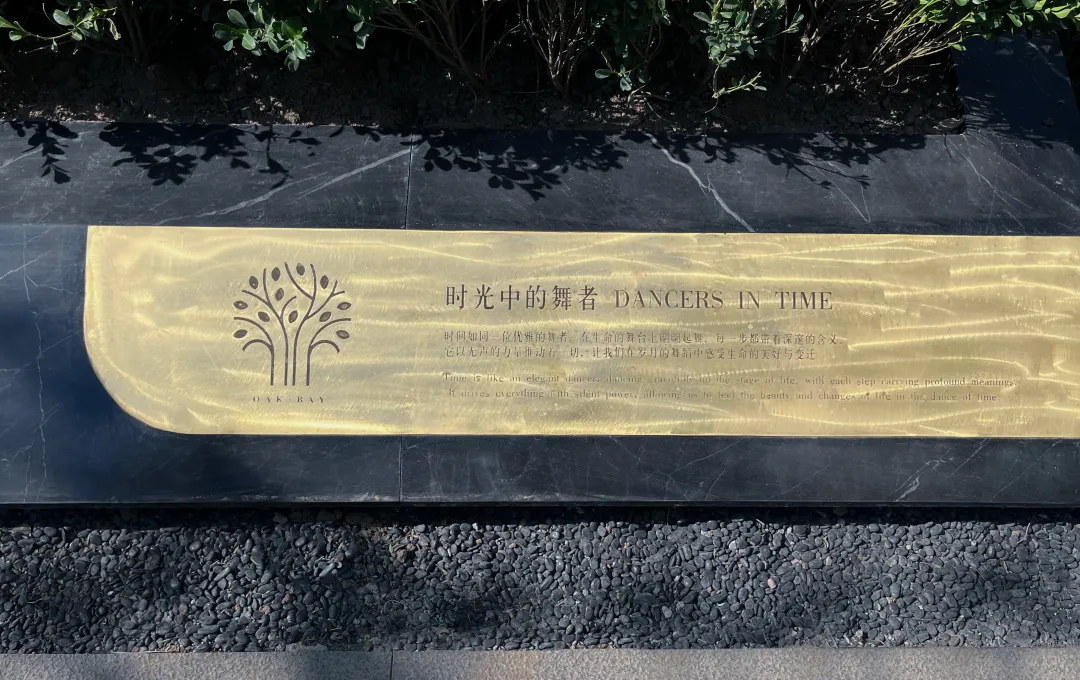 OAK BAY
时光中的舞者 DANCERS IN TIME
时间如同一位优雅的舞者，在生命的舞台上翩翩起舞，每一步都带着深邃的含义，
它以无声的力量推动着一切，让我们在岁月的舞蹈中感受生命的美好与变迁
Time is like an elegant dancer, dancing gracefully on the stage of life, with each step carrying profound meanings.
It drives everything with silent power, allowing us to feel the beauty and changes of life in the dance of time